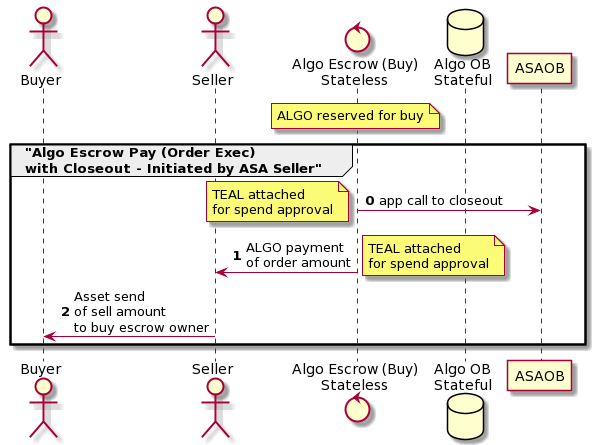 Buyer
Seller
Algo Escrow (Buy)
Stateless
Algo OB
Stateful
ASAOB
ALGO reserved for buy
"Algo Escrow Pay (Order Exec)
with Closeout - Initiated by ASA Seller"
TEAL attached
for spend approval
0 app call to closeout
1 ALGO payment
of order amount
TEAL attached
for spend approval
Asset send
2 of sell amount
to buy escrow owner
Buyer
Seller
Algo Escrow (Buy)
Stateless
Algo OB
Stateful
ASAOB